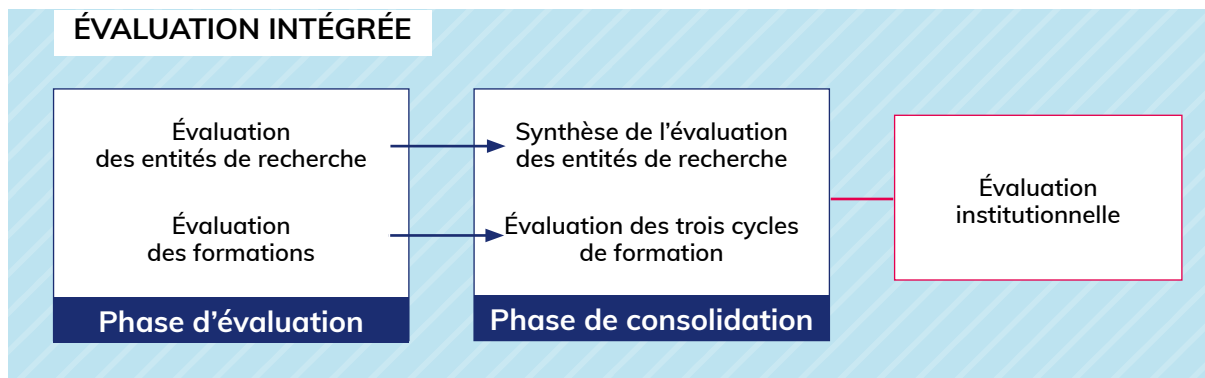 ÉVALUATION INTÉGRÉE
Évaluation
des entités de recherche
Évaluation
des formations
Phase d’évaluation
Synthèse de l’évaluation
des entités de recherche
Évaluation des trois cycles
de formation
Phase de consolidation
Évaluation
institutionnelle